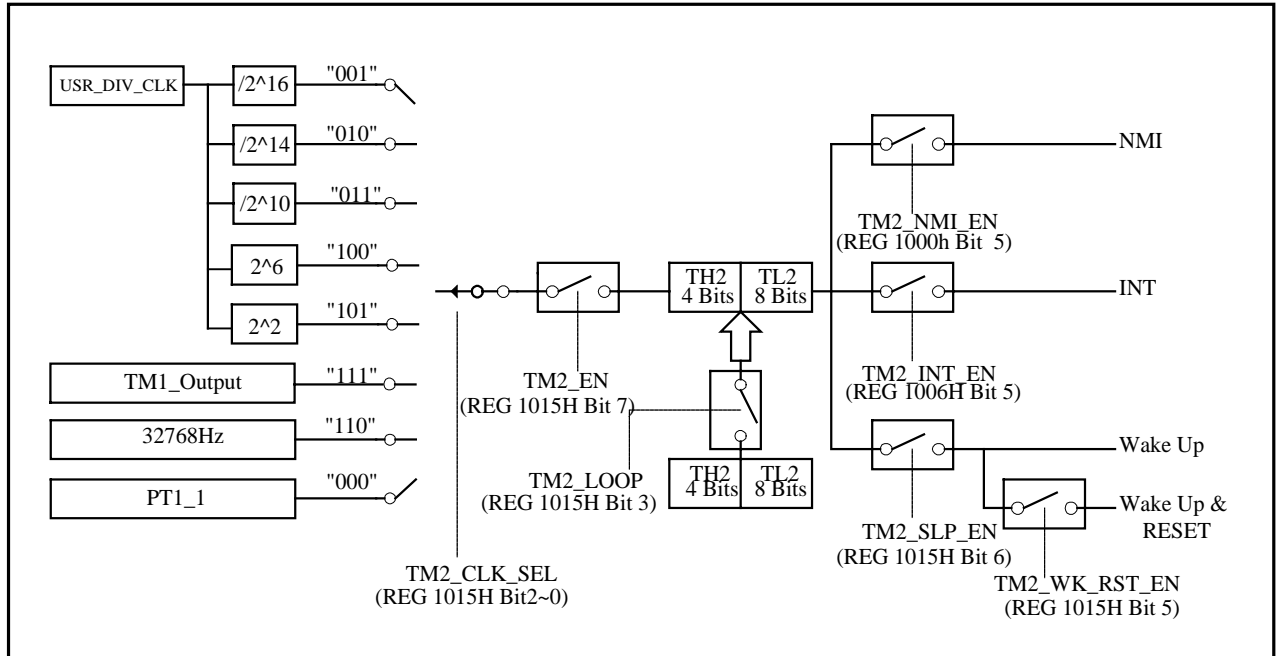 USR_DIV_CLK
/2^16
"001"
/2^14
"010"
/2^10
"011"
2^6
"100"
2^2
"101"
TM1_Output
"111"
32768Hz
"110"
PT1_1
"000"
TM2_CLK_SEL
(REG 1015H Bit2~0)
TM2_EN
(REG 1015H Bit 7)
TH2
4 Bits
TL2
8 Bits
TM2_LOOP
(REG 1015H Bit 3)
TH2
4 Bits
TL2
8 Bits
NMI
TM2_NMI_EN
(REG 1000h Bit 5)
INT
TM2_INT_EN
(REG 1006H Bit 5)
Wake Up
TM2_SLP_EN
(REG 1015H Bit 6)
Wake Up &
RESET
TM2_WK_RST_EN
(REG 1015H Bit 5)